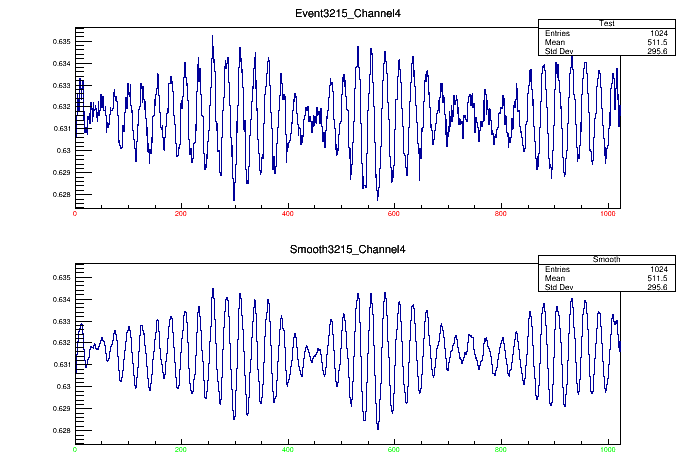 Event3215_Channel4
Test
Entries 1024
Mean 511.5
Std Dev 295.6
0.635
0.634
0.633
0.632
0.631
0.63
0.629
0.628
0 200 400 600 800 1000
Smooth3215_Channel4
Smooth
Entries 1024
Mean 511.5
Std Dev 295.6
0.635
0.634
0.633
0.632
0.631
0.63
0.629
0.628
0 200 400 600 800 1000